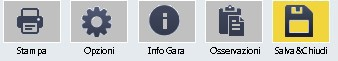 Stampa
Opzioni
Info Gara
Osservazioni
Salva&Chiudi